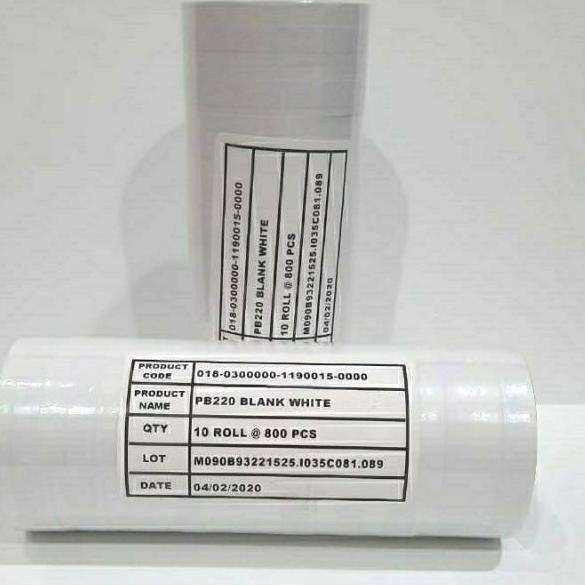 018-0300000-1190015-0000
PB220 BLANK WHITE
10 ROLL @ 800 PCS
M090B93221525.I035C081.089
04/02/2020
PRODUCT CODE 018-0300000-1190015-0000
PRODUCT NAME PB220 BLANK WHITE
QTY 10 ROLL @ 800 PCS
LOT M090B93221525.I035C081.089
DATE 04/02/2020